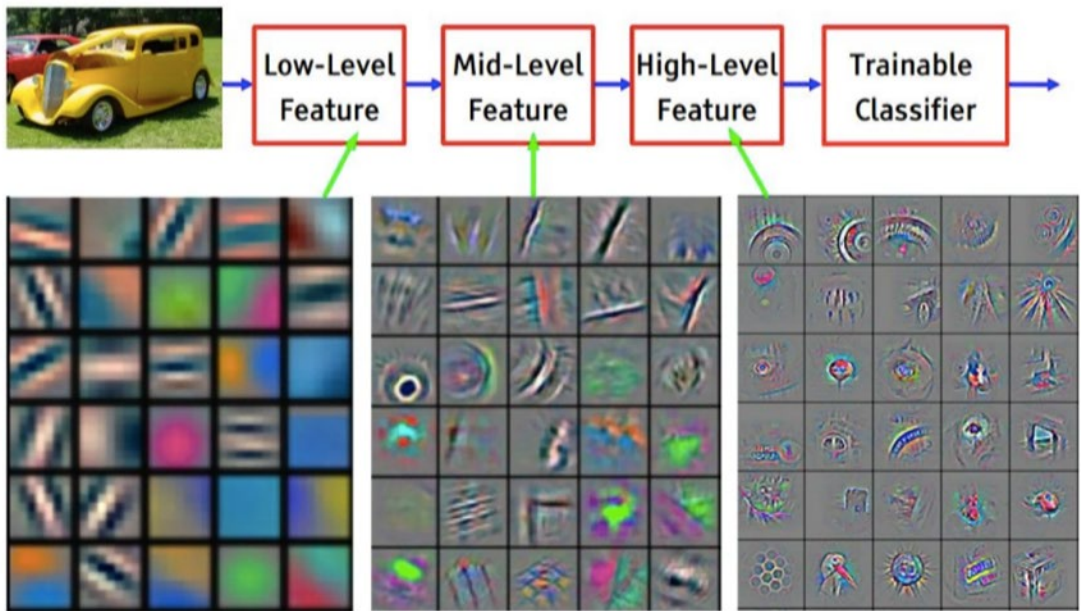 Low-Level
Feature
Mid-Level
Feature
High-Level
Feature
Trainable
Classifier